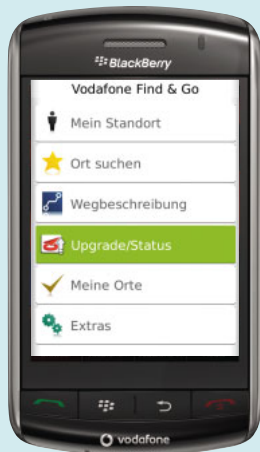 BlackBerry
Vodafone Find & Go
Mein Standort
Ort suchen
Wegbeschreibung
Upgrade/Status
Meine Orte
Extras
vodafone